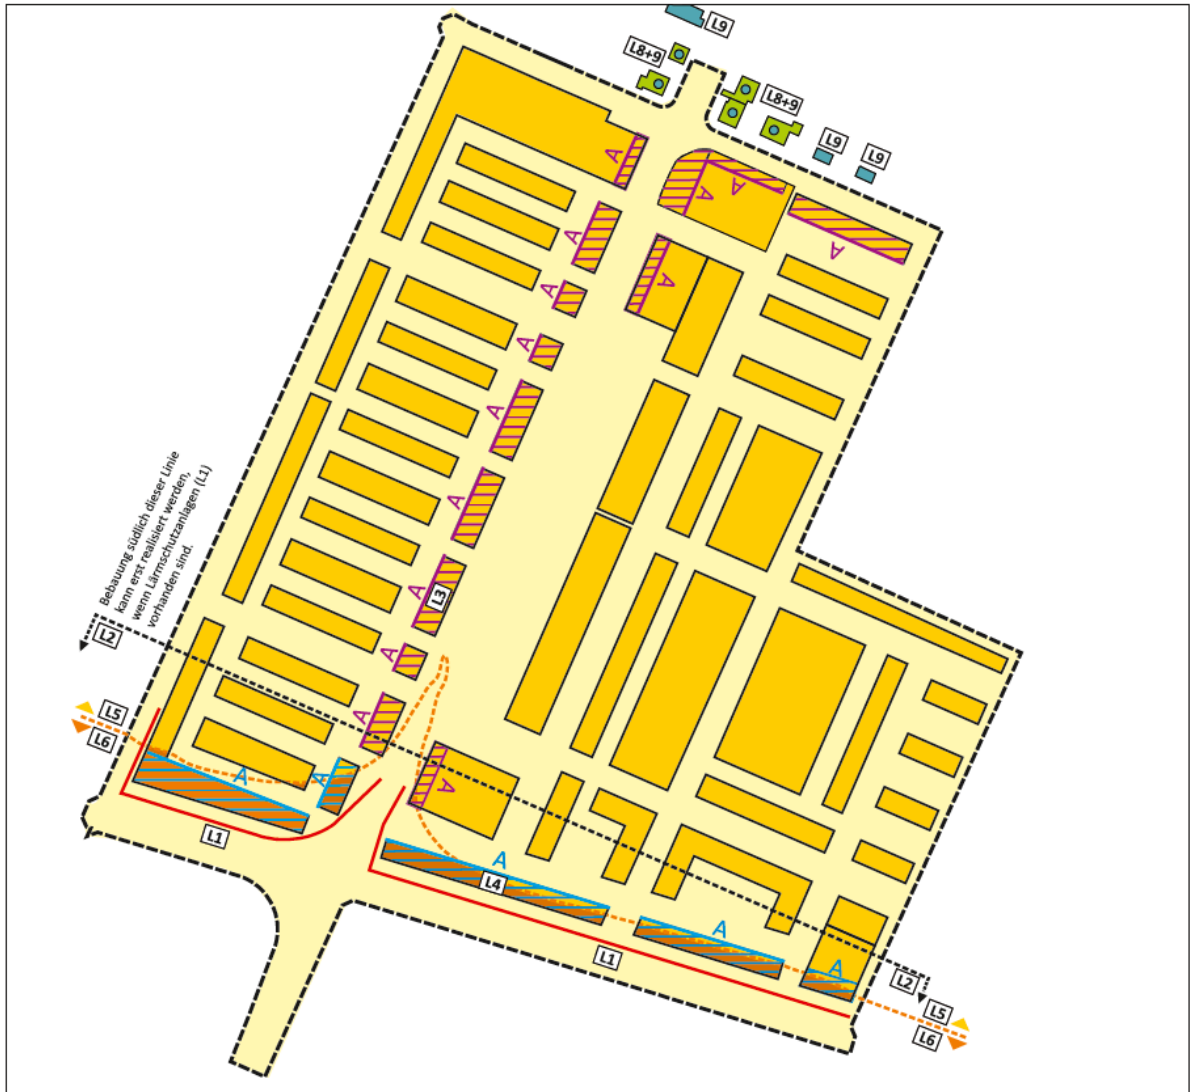 L9
L8+9
L8+9
L9
L9
A
A
A
A
A
A
A
A
A
A
A
L3
A
A
A
Bebauung südlich dieser Linie
kann erst realisiert werden,
wenn Lärmschutzanlagen (L1)
vorhanden sind.
L2
L5
L6
A
A
A
L1
A
L4
A
A
L1
L2
L5
L6